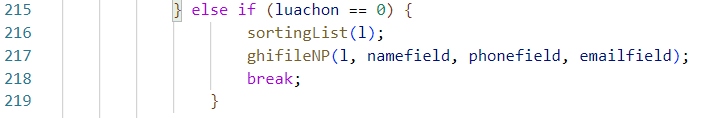 215 } else if (luachon == 0) {
216 sortingList(l);
217 ghifileNP(l, namefield, phonefield, emailfield);
218 break;
219 }